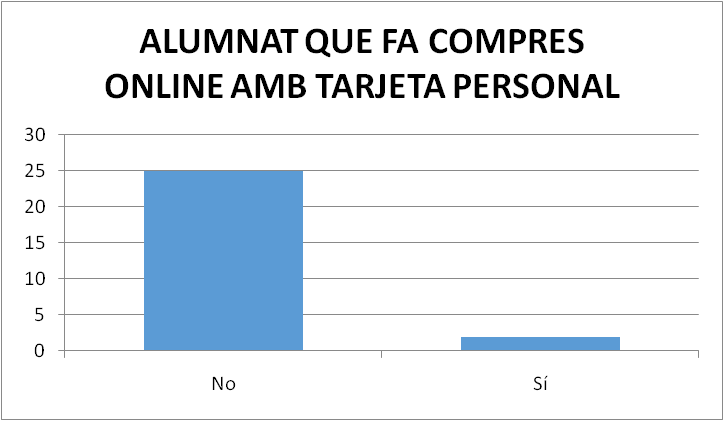 ALUMNAT QUE FA COMPRES
ONLINE AMB TARJETA PERSONAL
30
25
20
15
10
5
0
No Sí